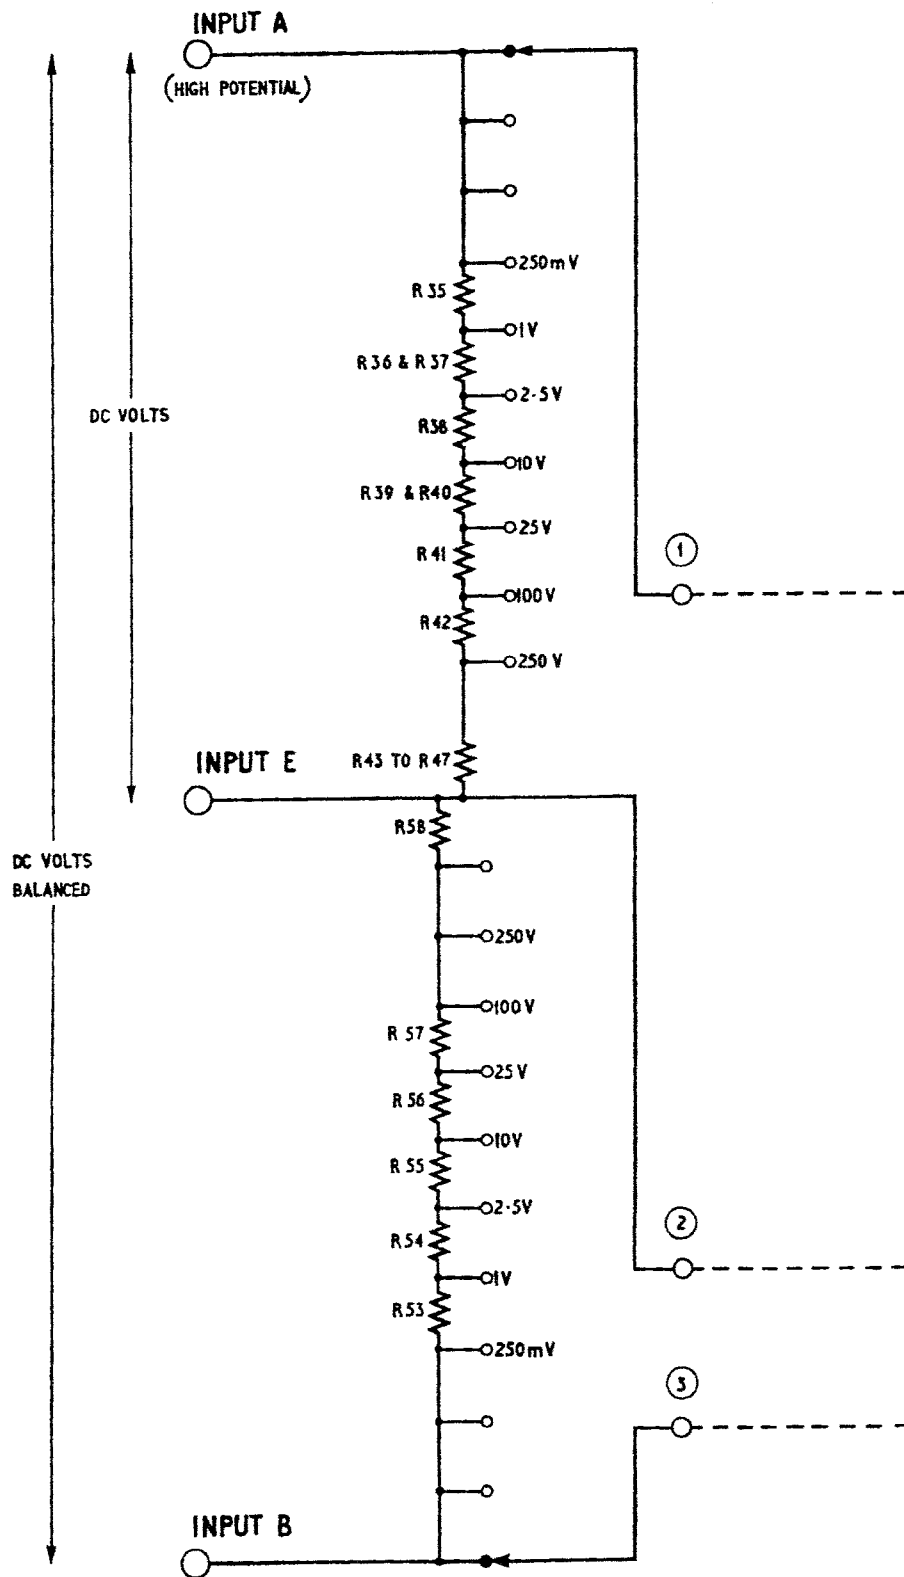 INPUT A
(HIGH POTENTIAL)
250mV
R35
1V
R36 & R37
2·5V
R38
10V
R39 & R40
25V
R41
100V
R42
250V
DC VOLTS
1
INPUT E
R43 TO R47
R58
DC VOLTS
BALANCED
250V
100V
R57
25V
R56
10V
R55
2·5V
2
R54
1V
R53
250mV
3
INPUT B